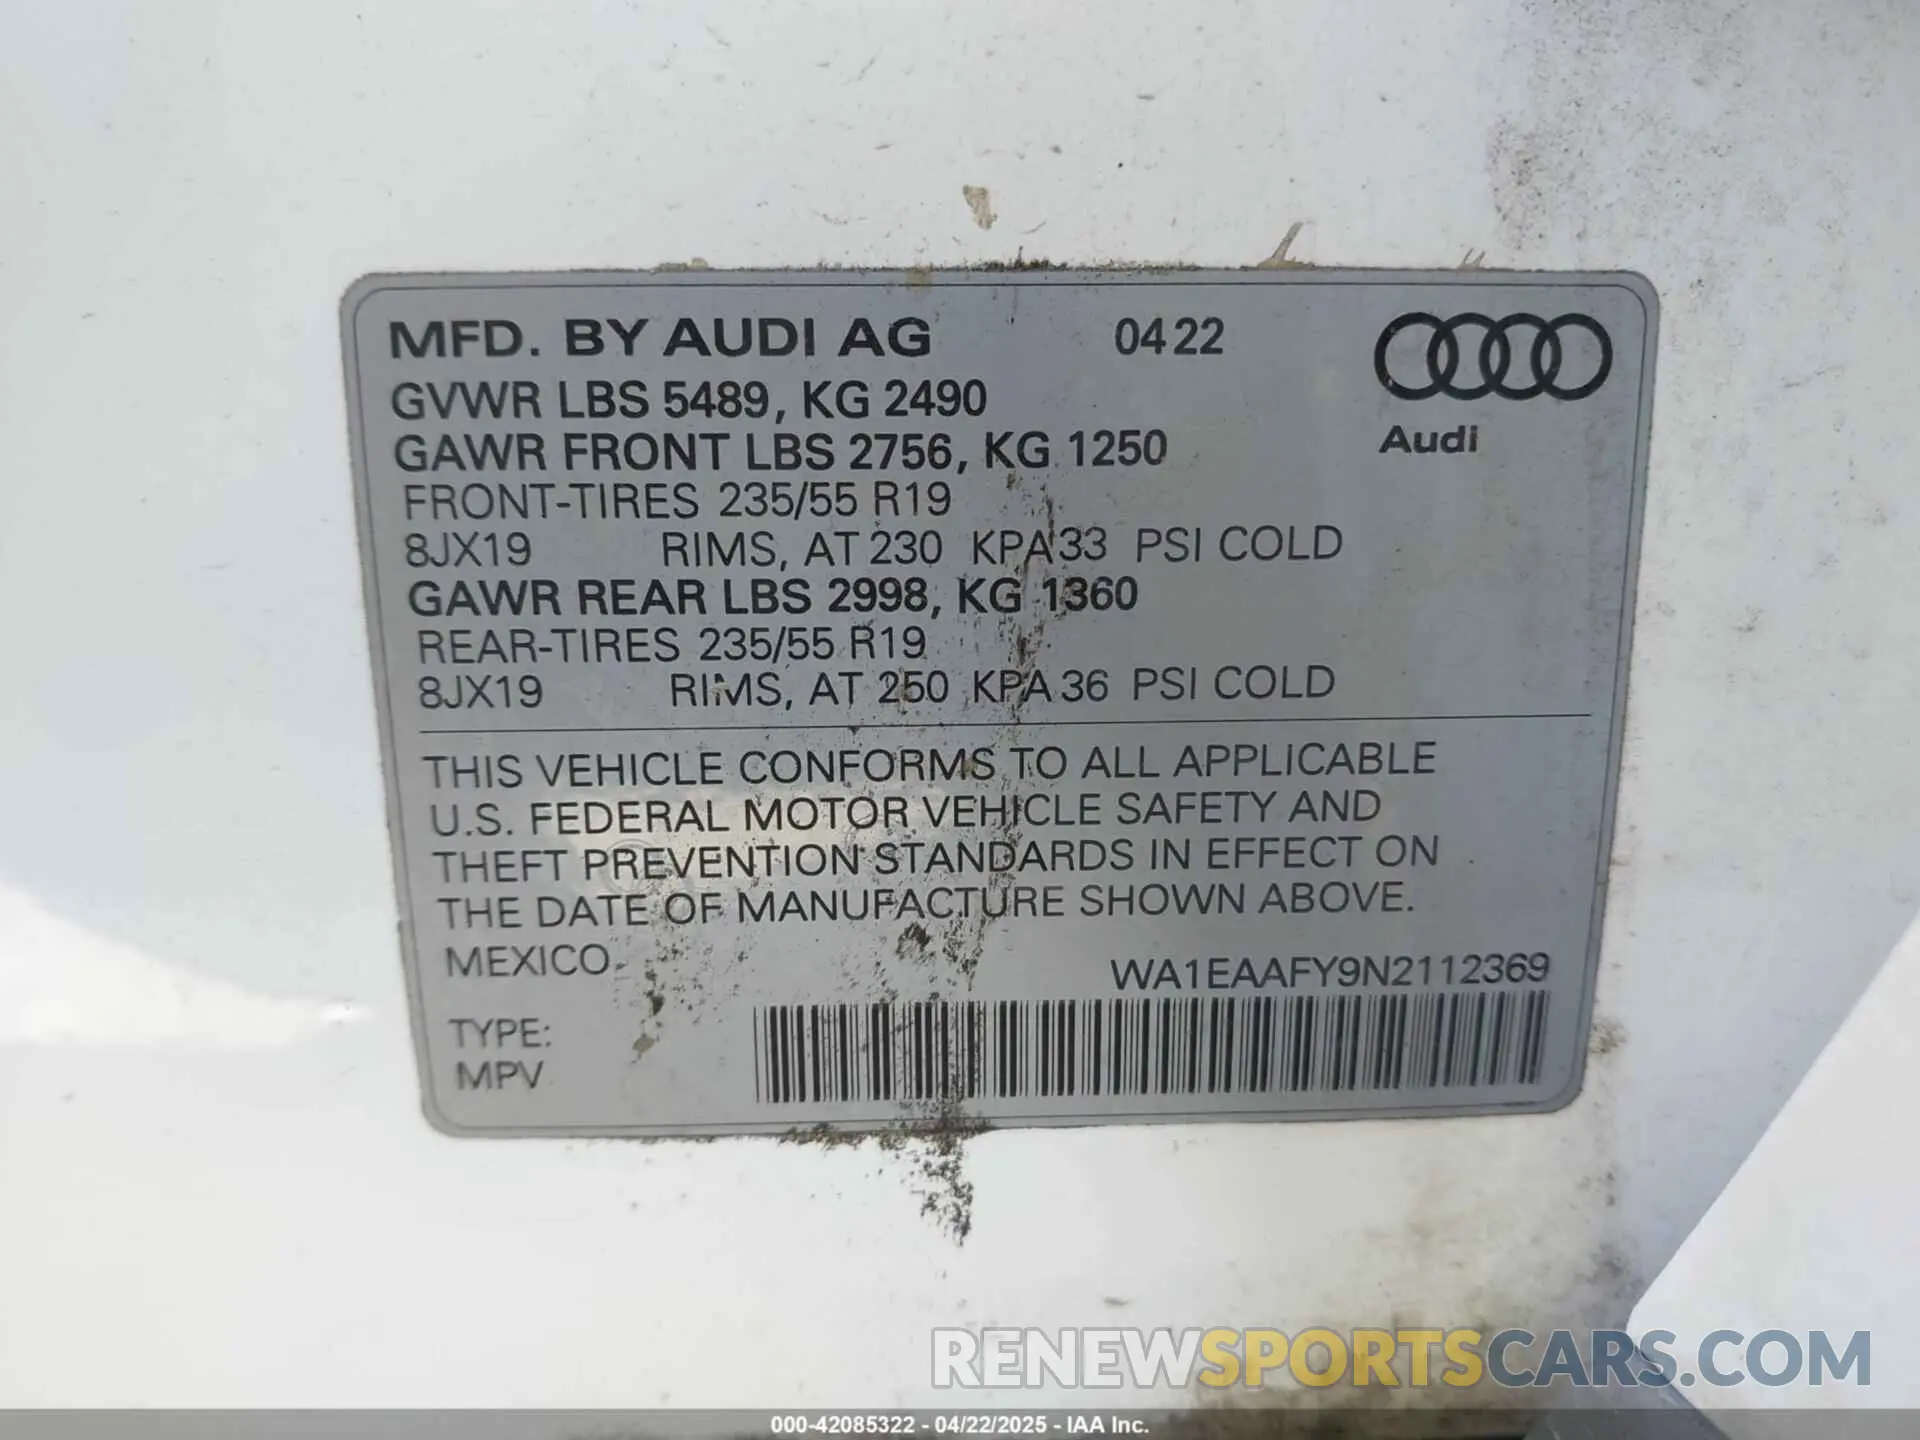 MFD. BY AUDI AG 04 22
GVWR LBS 5489, KG 2490
GAWR FRONT LBS 2756, KG 1250
Audi
FRONT-TIRES 235/55 R19
8JX19 RIMS, AT 230 KPA 33 PSI COLD
GAWR REAR LBS 2998, KG 1360
REAR-TIRES 235/55 R19
8JX19 RIMS, AT 250 KPA 36 PSI COLD
THIS VEHICLE CONFORMS TO ALL APPLICABLE
U.S. FEDERAL MOTOR VEHICLE SAFETY AND
THEFT PREVENTION STANDARDS IN EFFECT ON
THE DATE OF MANUFACTURE SHOWN ABOVE.
MEXICO WA1EAAFY9N2112369
TYPE:
MPV
RENEWSPORTSCARS.COM
000-42085322 - 04/22/2025 - IAA Inc.